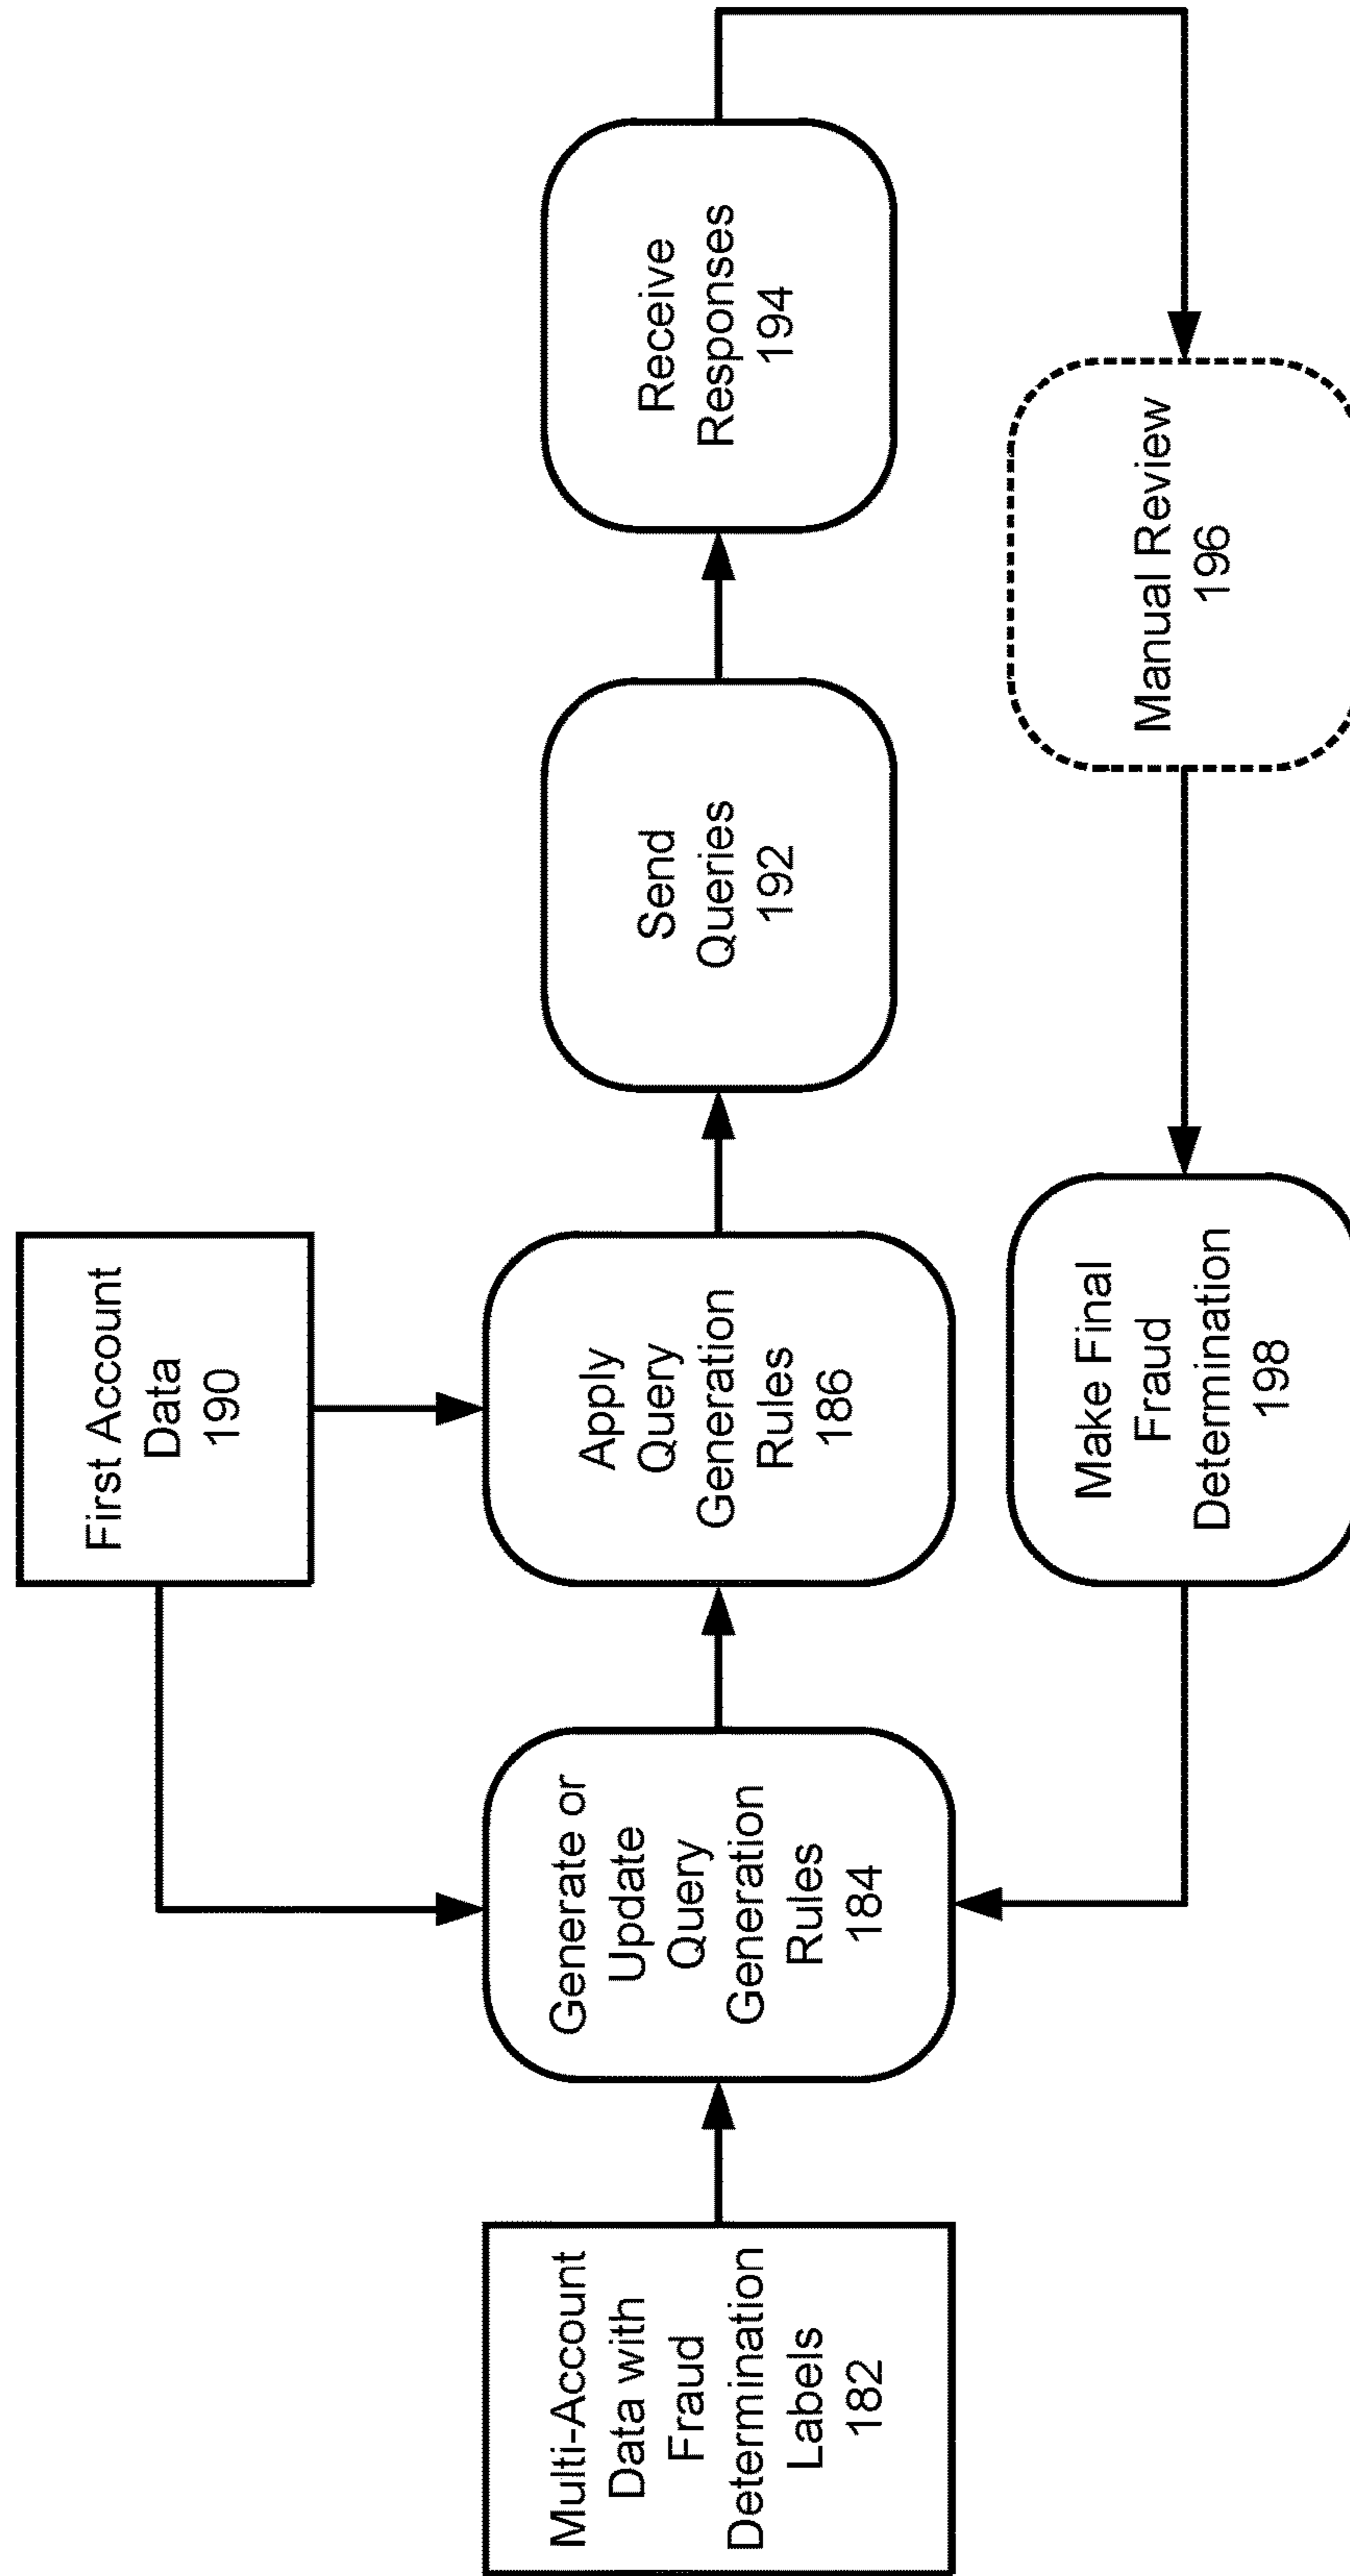 First Account
Data
190
Multi-Account
Data with
Fraud
Determination
Labels
182
Generate or
Update
Query
Generation
Rules
184
Apply
Query
Generation
Rules
186
Send
Queries
192
Receive
Responses
194
Make Final
Fraud
Determination
198
Manual Review
196